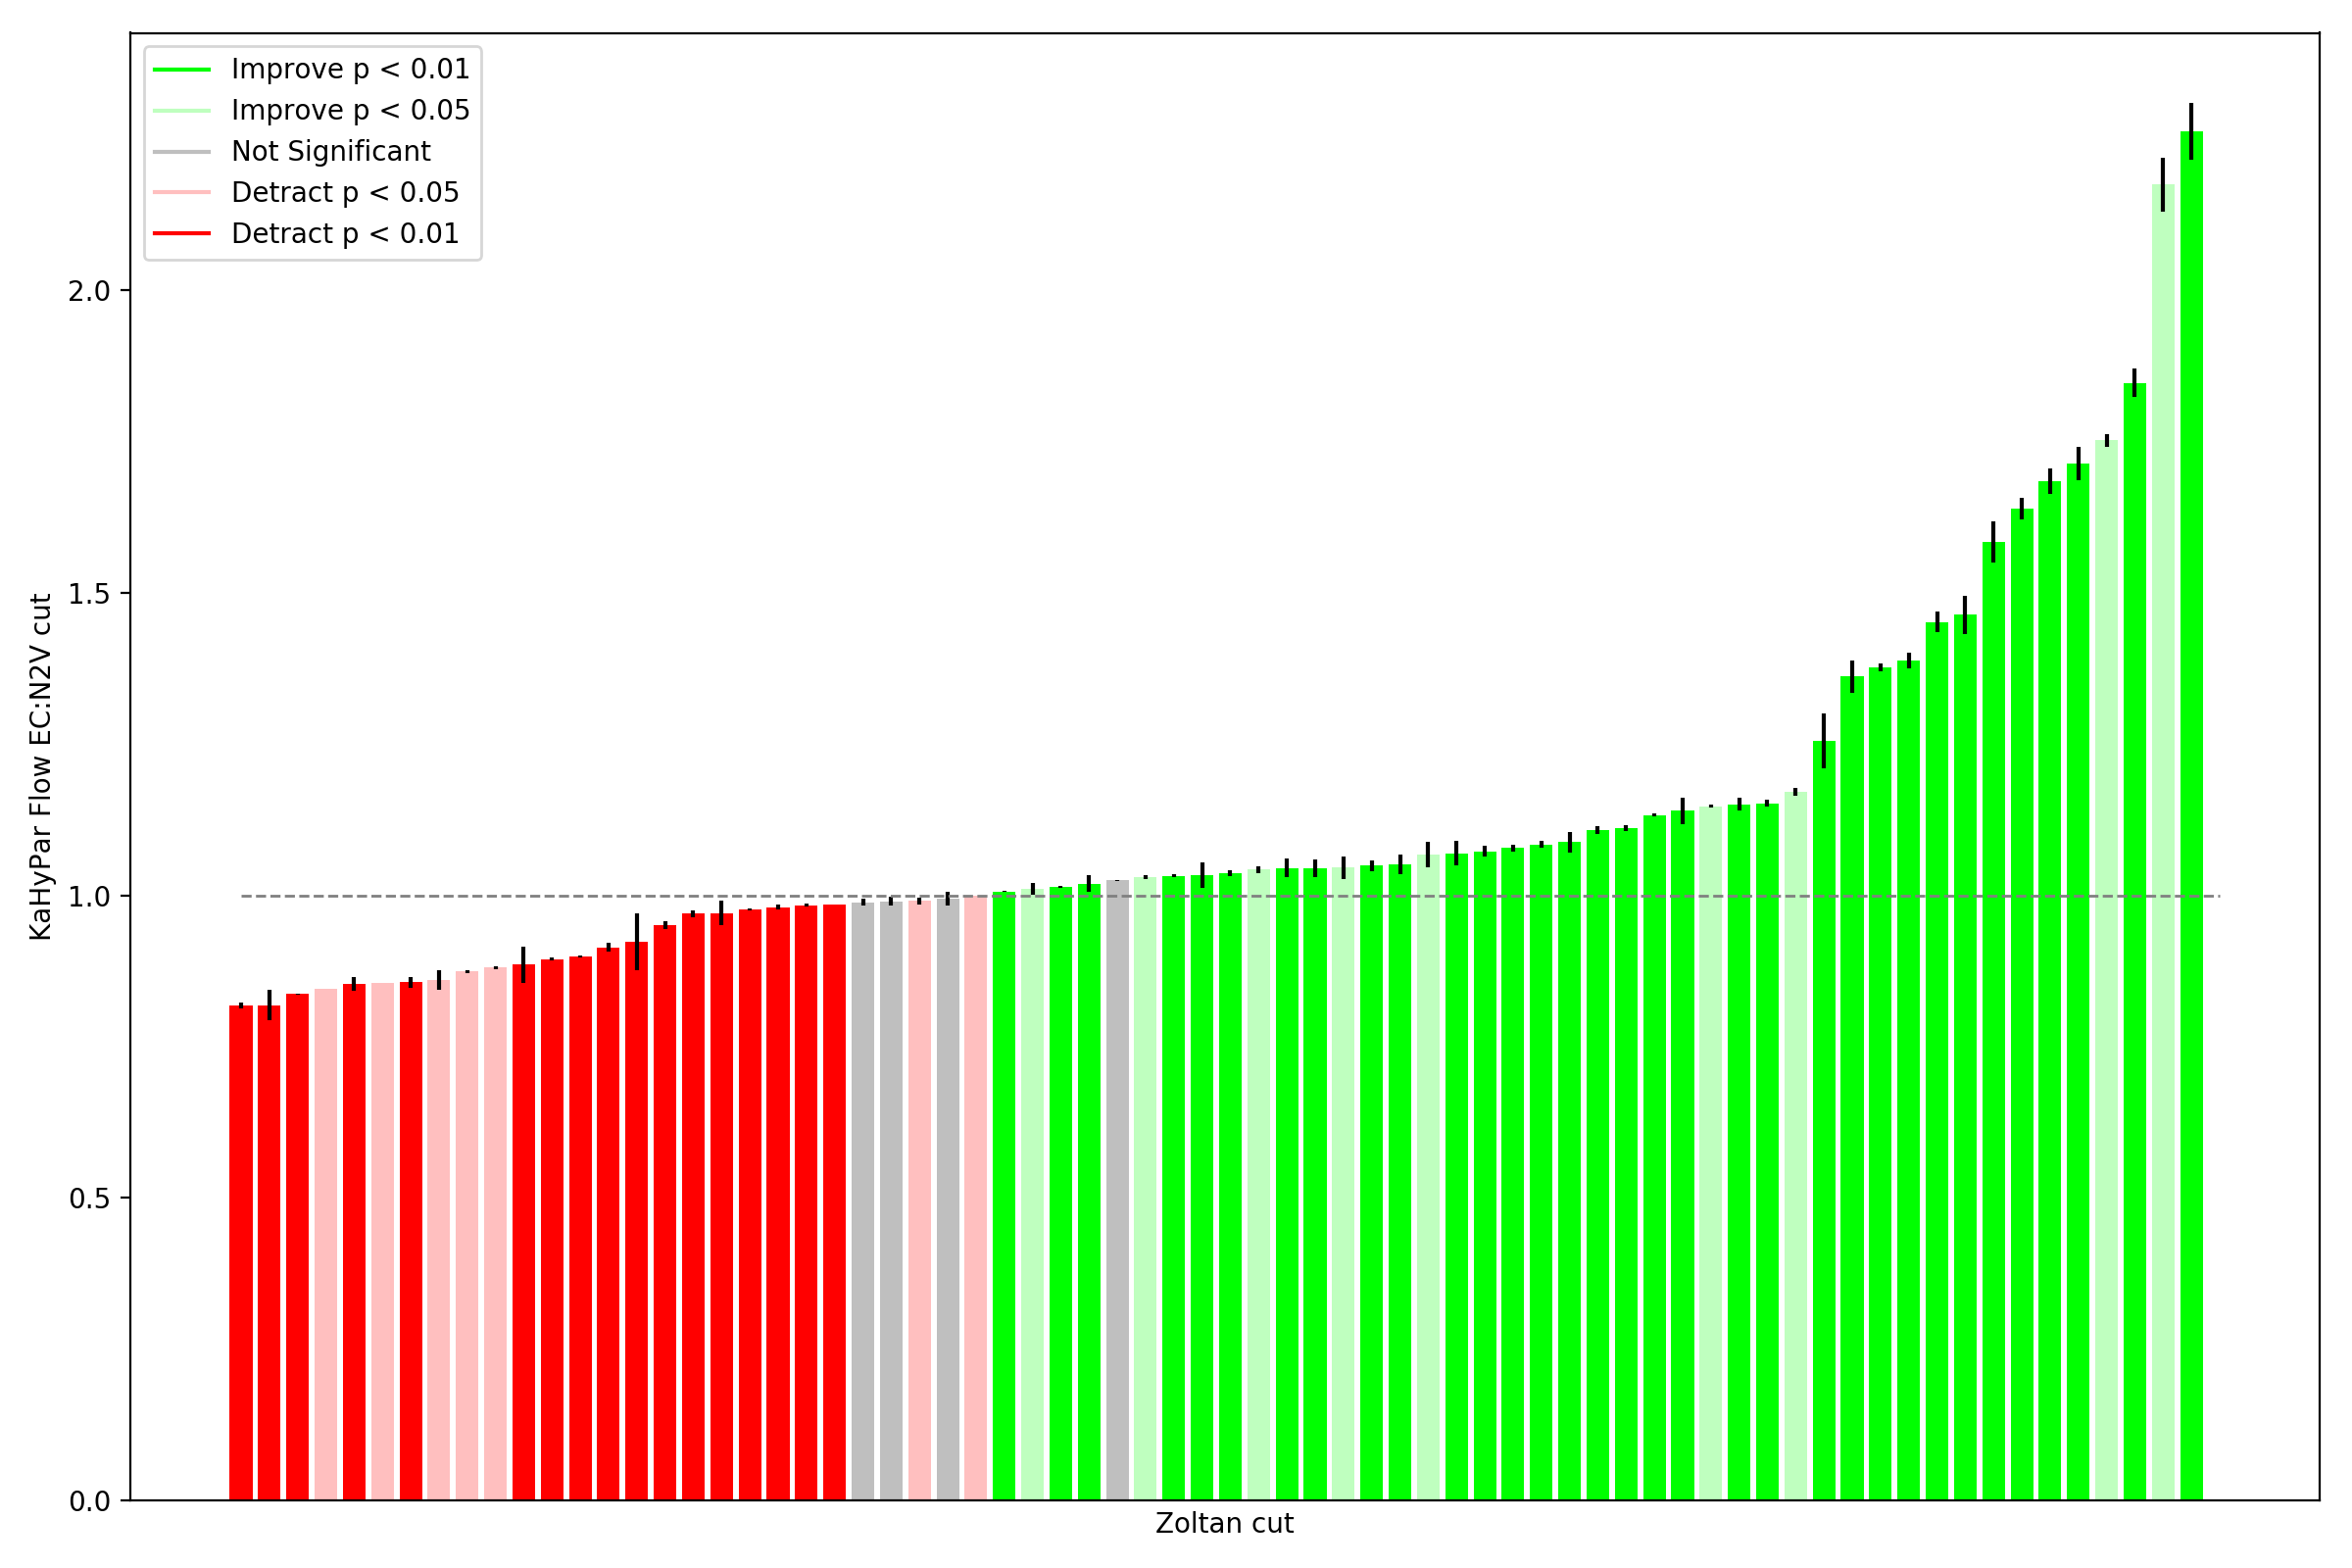 Improve p < 0.01
Improve p < 0.05
Not Significant
Detract p < 0.05
Detract p < 0.01
KaHyPar Flow EC:N2V cut
2.0
1.5
1.0
0.5
0.0
Zoltan cut